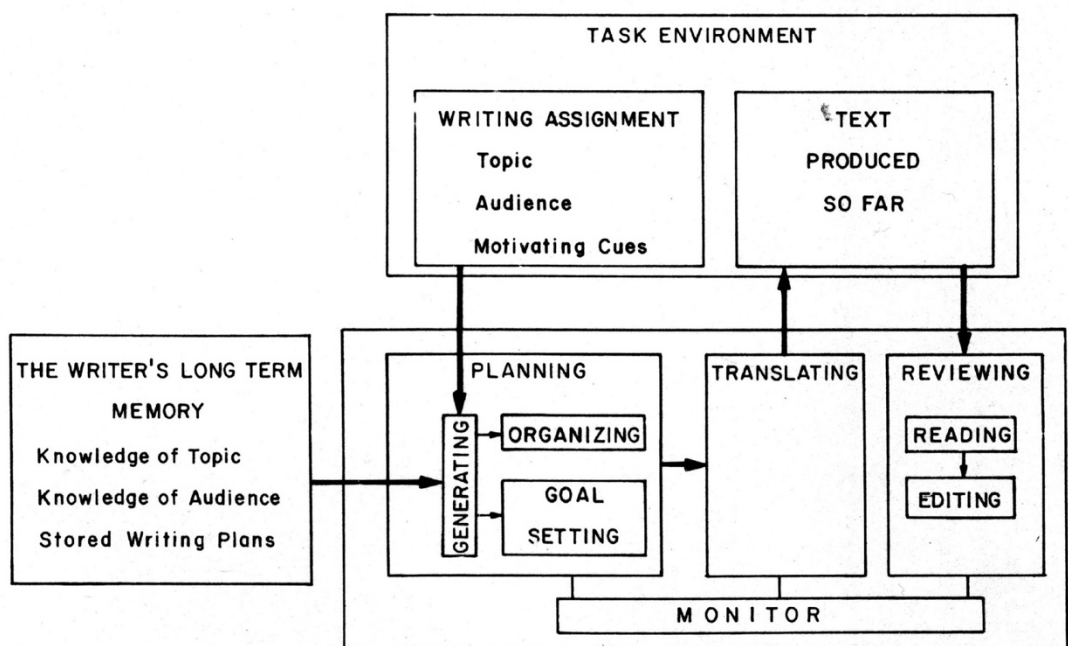 TASK ENVIRONMENT
WRITING ASSIGNMENT
Topic
Audience
Motivating Cues
TEXT
PRODUCED
SO FAR
THE WRITER'S LONG TERM
MEMORY
Knowledge of Topic
Knowledge of Audience
Stored Writing Plans
PLANNING
GENERATING
ORGANIZING
GOAL
SETTING
TRANSLATING
REVIEWING
READING
EDITING
MONITOR